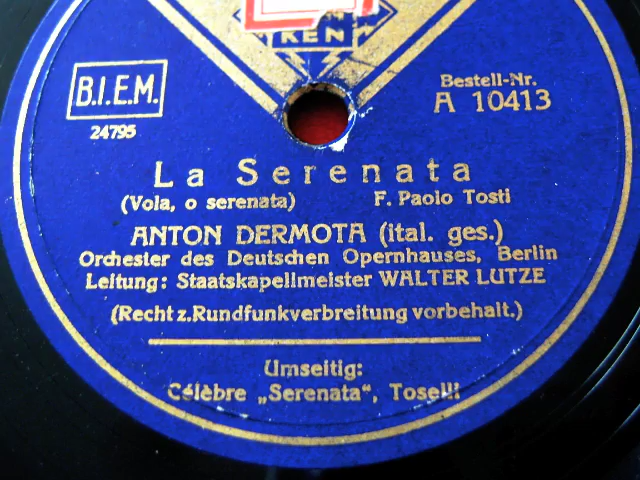 KEN
B.I.E.M.
24795
Bestell-Nr.
A 10413
La Serenata
(Vola, o serenata) F. Paolo Tosti
ANTON DERMOTA (ital. ges.)
Orchester des Deutschen Opernhauses, Berlin
Leitung: Staatskapellmeister WALTER LUTZE
(Recht z.Rundfunkverbreitung vorbehalt.)
Umseitig:
Célèbre „Serenata“, Toselli